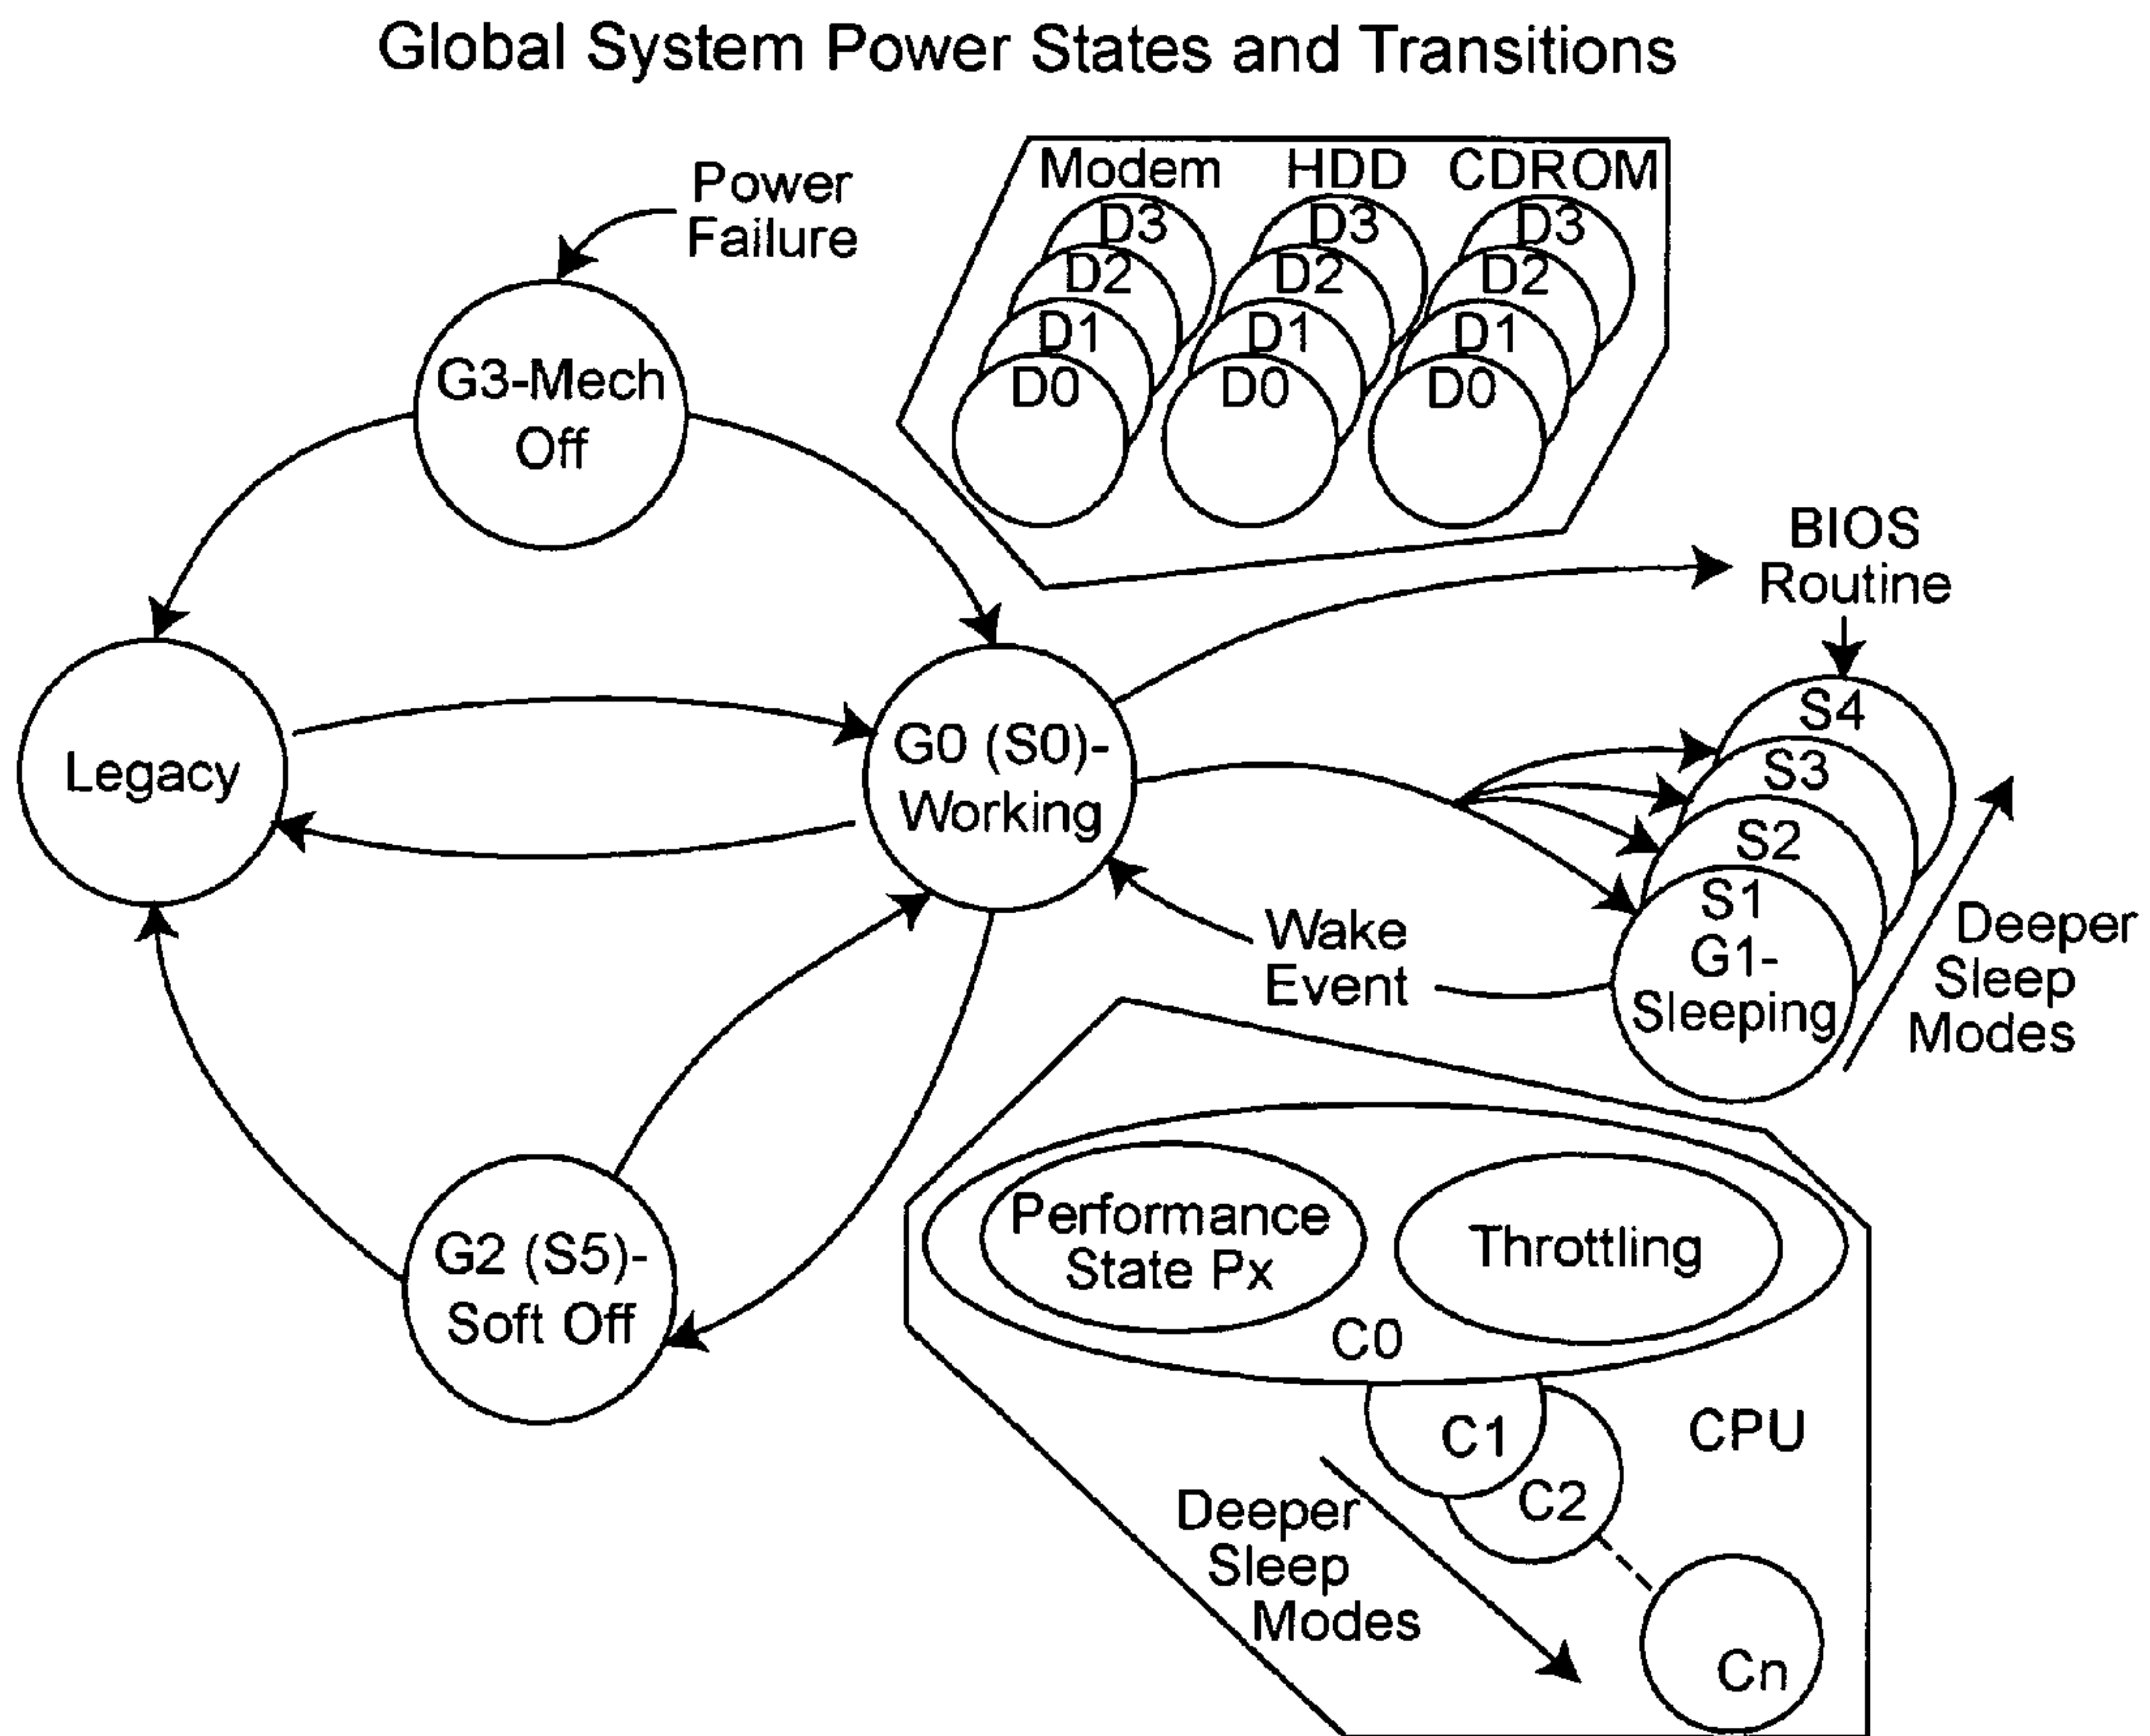 Global System Power States and Transitions
Power
Failure
Modem HDD CDROM
D3 D3 D3
D2 D2 D2
D1 D1 D1
D0 D0 D0
G3-Mech
Off
BIOS
Routine
Legacy
G0 (S0)-
Working
S4
S3
S2
S1
G1-
Sleeping
Wake
Event
Deeper
Sleep
Modes
G2 (S5)-
Soft Off
Performance
State Px
Throttling
C0
C1
C2
CPU
Deeper
Sleep
Modes
Cn